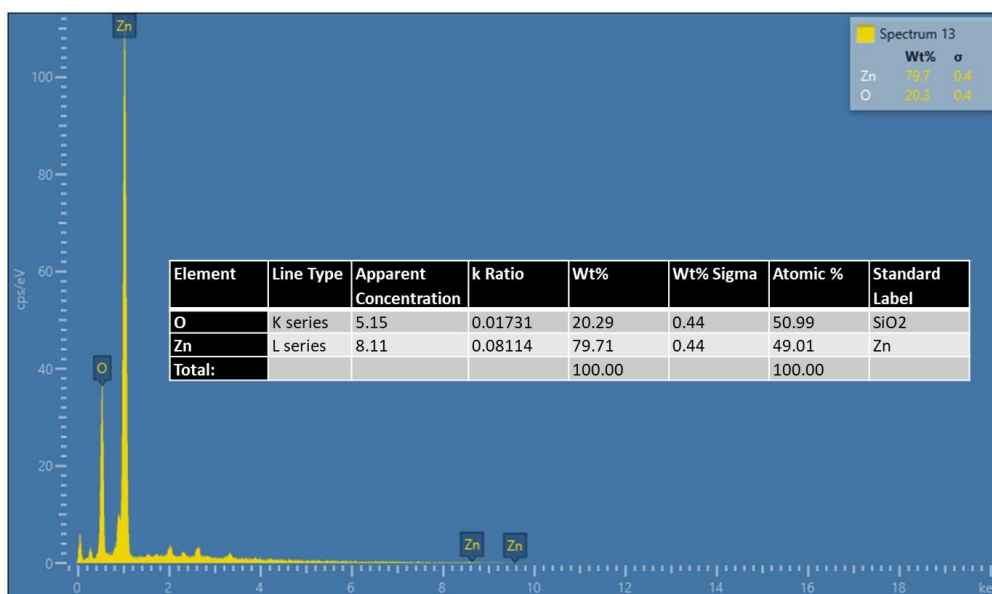 Zn
Spectrum 13
Wt% σ
Zn 79.7 0.4
O 20.3 0.4
100
80
60
40
20
0
cps/eV
O
Element Line Type Apparent Concentration k Ratio Wt% Wt% Sigma Atomic % Standard Label
O K series 5.15 0.01731 20.29 0.44 50.99 SiO2
Zn L series 8.11 0.08114 79.71 0.44 49.01 Zn
Total: 100.00 100.00
Zn Zn
0 2 4 6 8 10 12 14 16 18 ke